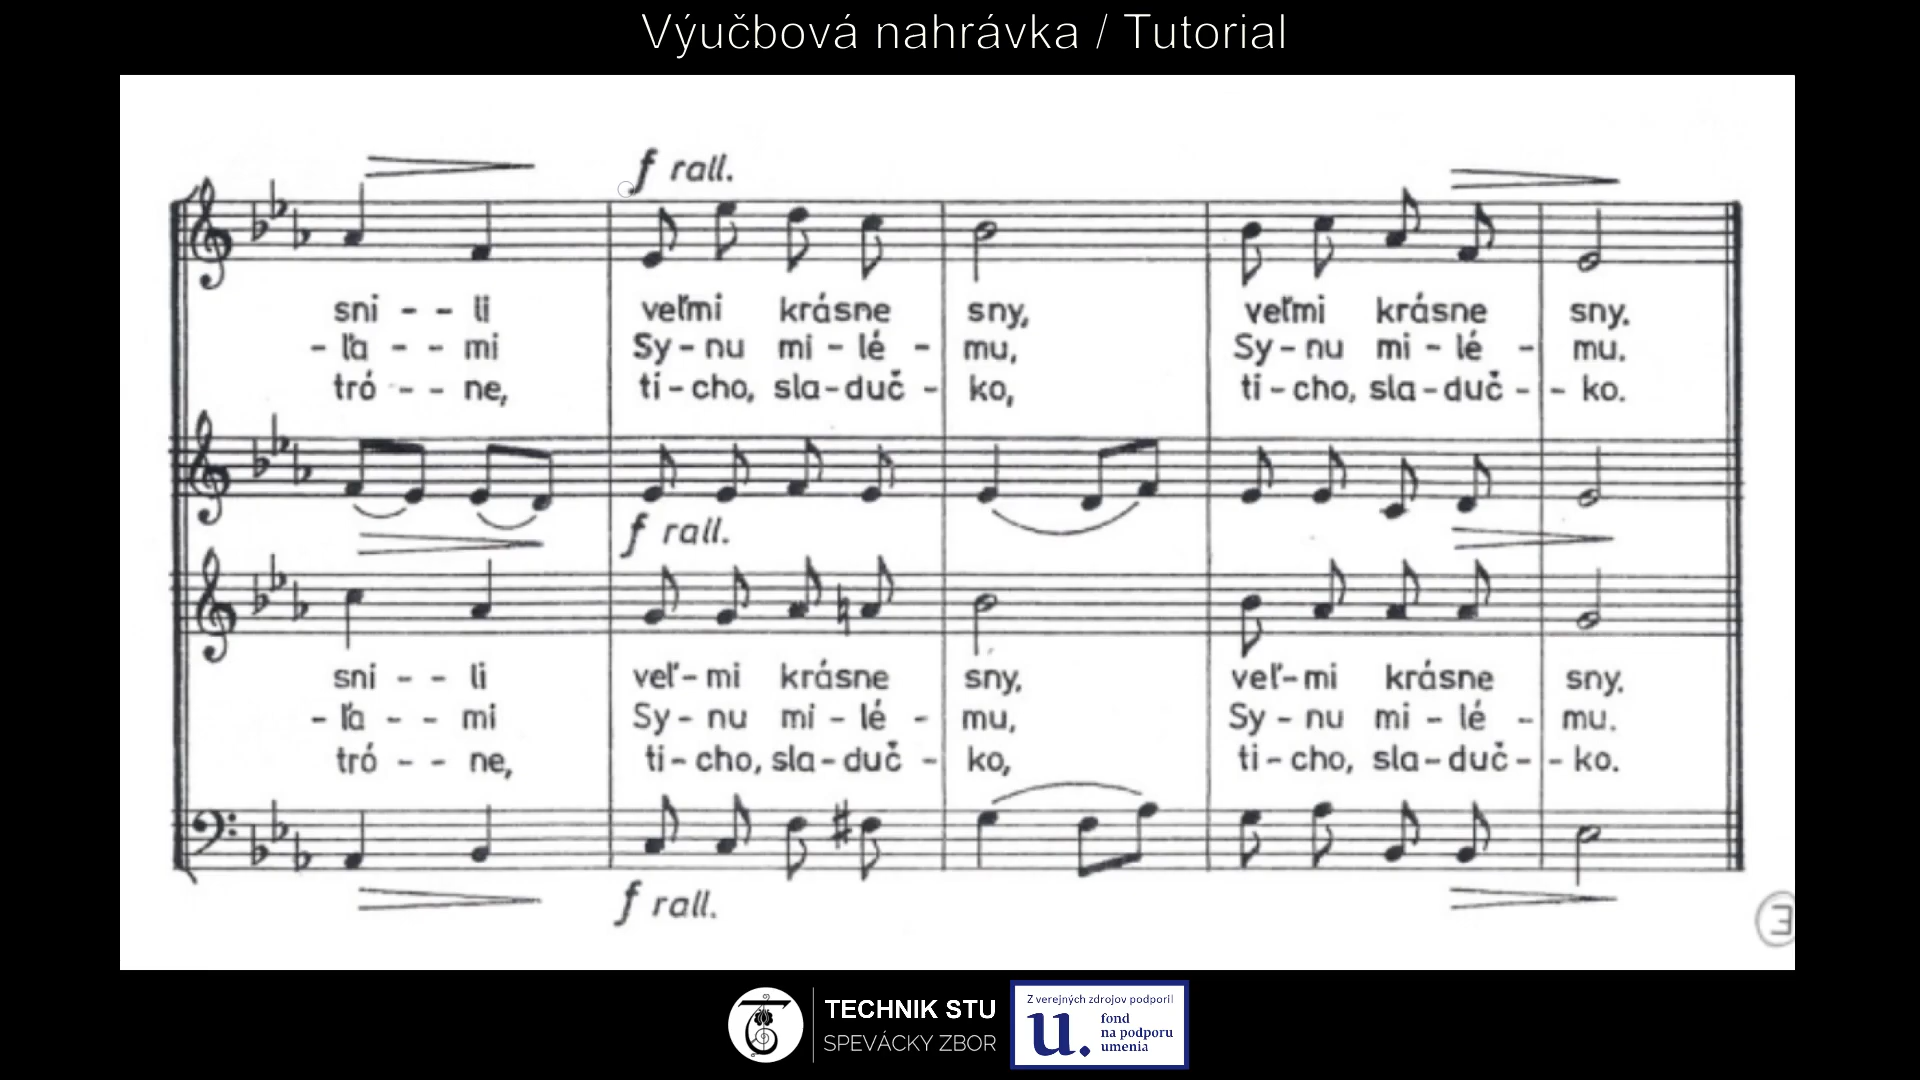 Výučbová nahrávka / Tutorial
f rall.
sni - - li veľmi krásne sny, veľmi krásne sny.
- ľa - - mi Sy - nu mi - lé - mu, Sy - nu mi - lé - mu.
tró - - ne, ti - cho, sla - duč - ko, ti - cho, sla - duč - - ko.
f rall.
sni - - li veľ - mi krásne sny, veľ - mi krásne sny.
- ľa - - mi Sy - nu mi - lé - mu, Sy - nu mi - lé - mu.
tró - - ne, ti - cho, sla - duč - ko, ti - cho, sla - duč - - ko.
f rall.
3
TECHNIK STU
SPEVÁCKY ZBOR
Z verejných zdrojov podporil
u. fond
na podporu
umenia